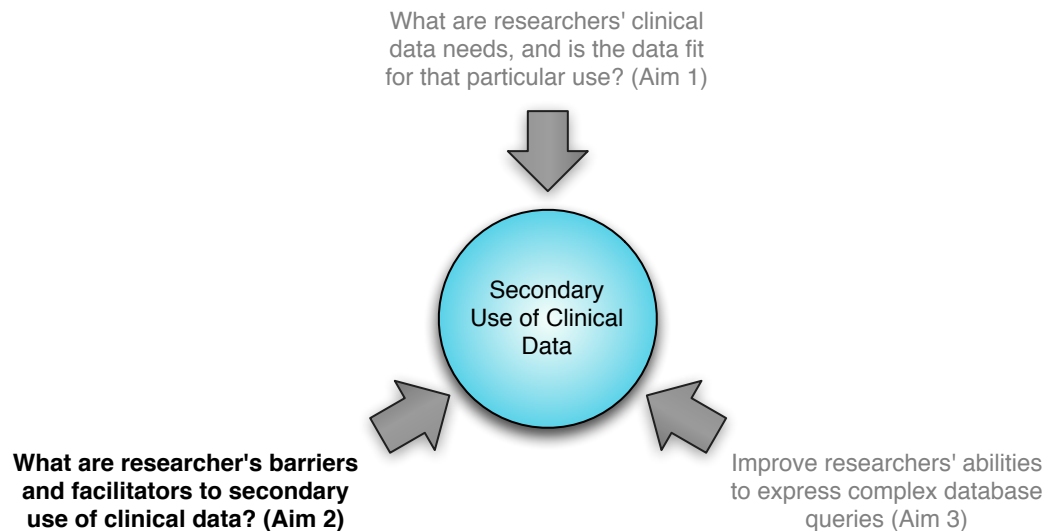 What are researchers' clinical
data needs, and is the data fit
for that particular use? (Aim 1)
Secondary
Use of Clinical
Data
What are researcher's barriers
and facilitators to secondary
use of clinical data? (Aim 2)
Improve researchers' abilities
to express complex database
queries (Aim 3)